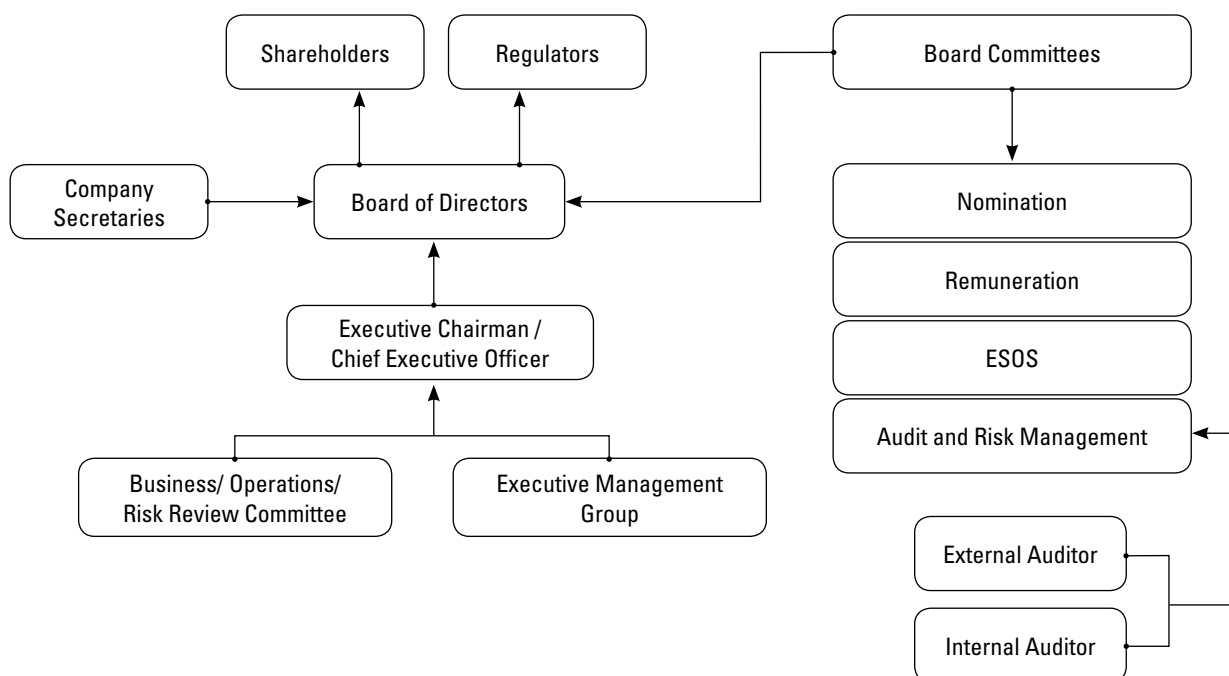 Shareholders
Regulators
Board Committees
Company
Secretaries
Board of Directors
Nomination
Remuneration
Executive Chairman /
Chief Executive Officer
ESOS
Audit and Risk Management
Business/ Operations/
Risk Review Committee
Executive Management
Group
External Auditor
Internal Auditor